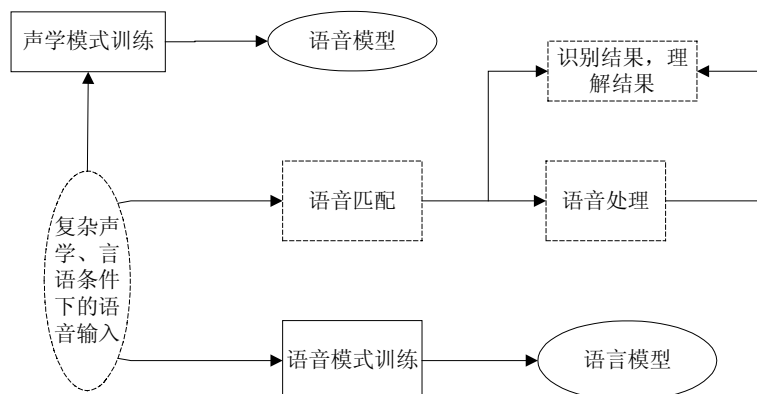 声学模式训练
语音模型
识别结果，理
解结果
语音匹配
语音处理
复杂声
学、言
语条件
下的语
音输入
语音模式训练
语言模型